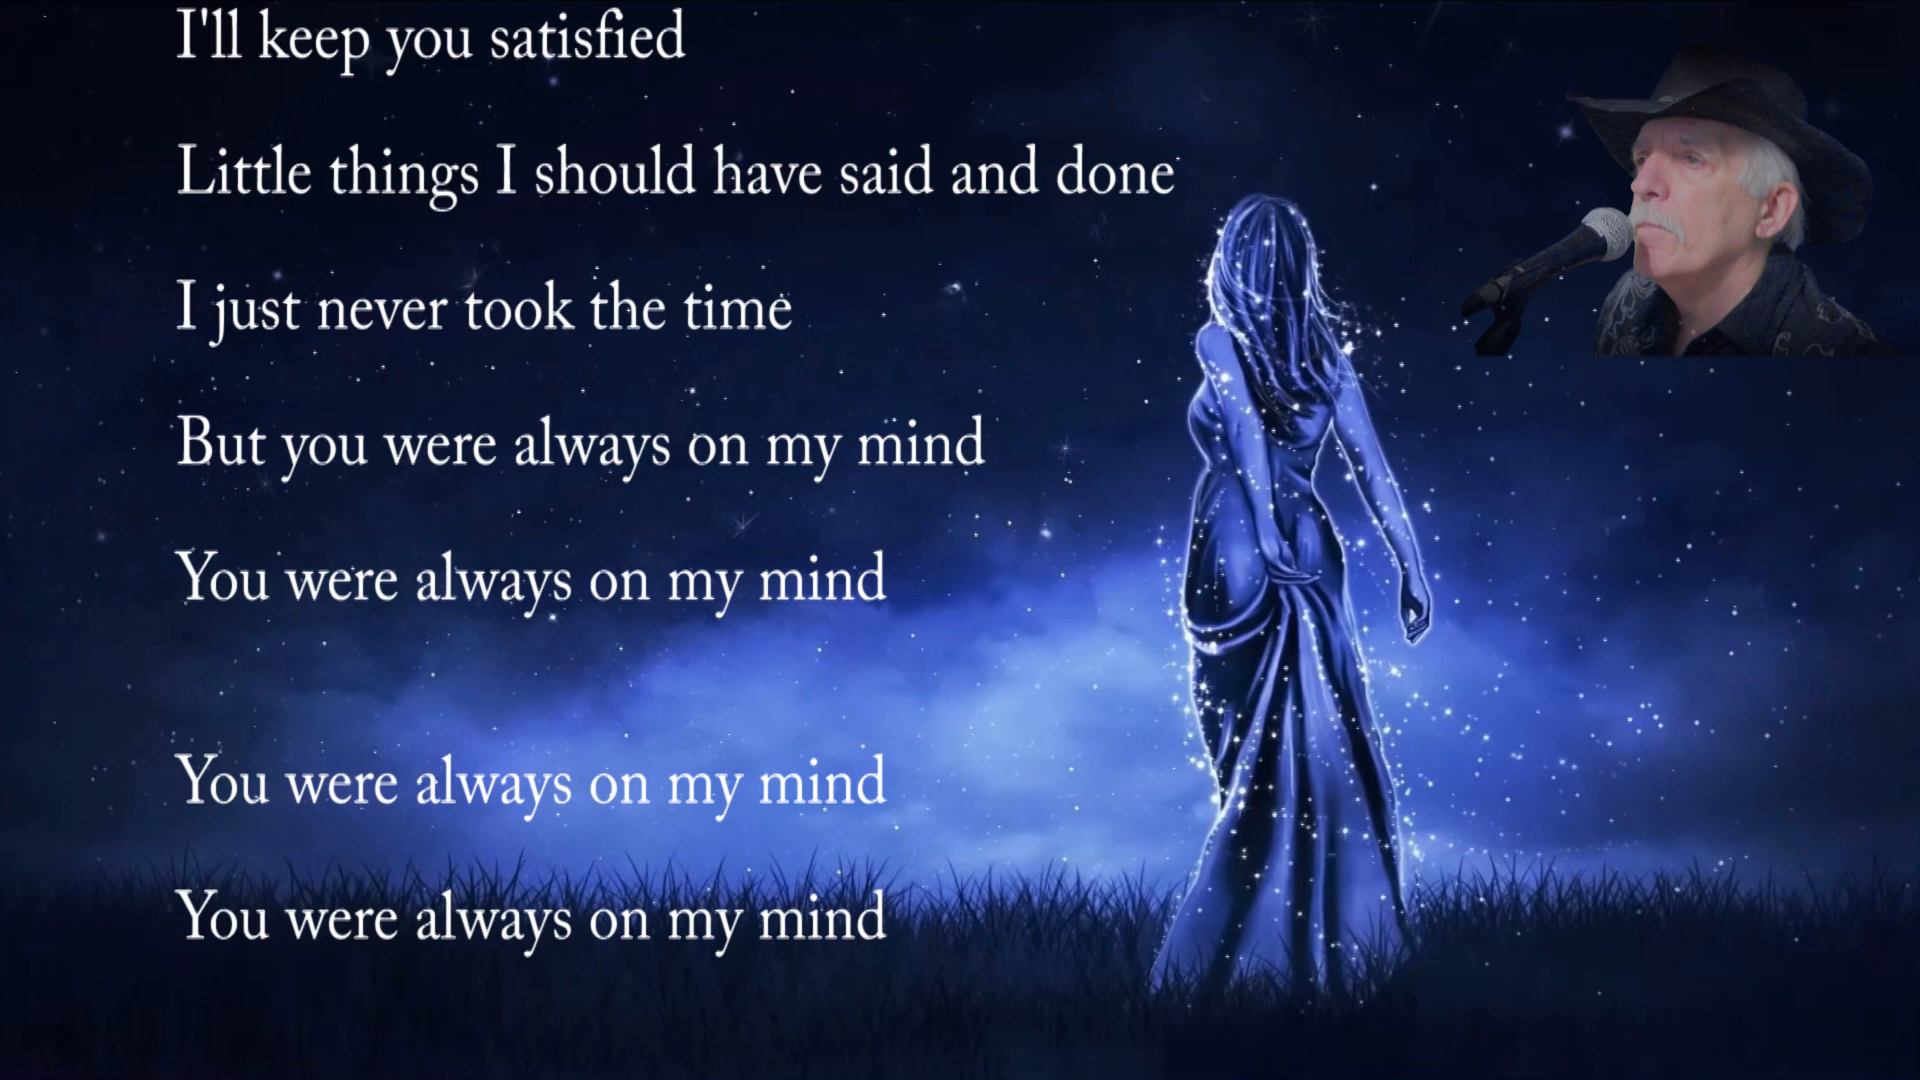 I'll keep you satisfied
Little things I should have said and done
I just never took the time
But you were always on my mind
You were always on my mind
You were always on my mind
You were always on my mind